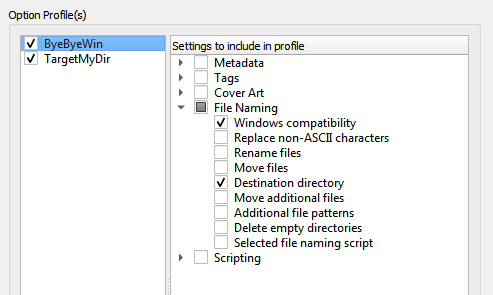 Option Profile(s)
ByeByeWin
TargetMyDir
Settings to include in profile
Metadata
Tags
Cover Art
File Naming
Windows compatibility
Replace non-ASCII characters
Rename files
Move files
Destination directory
Move additional files
Additional file patterns
Delete empty directories
Selected file naming script
Scripting